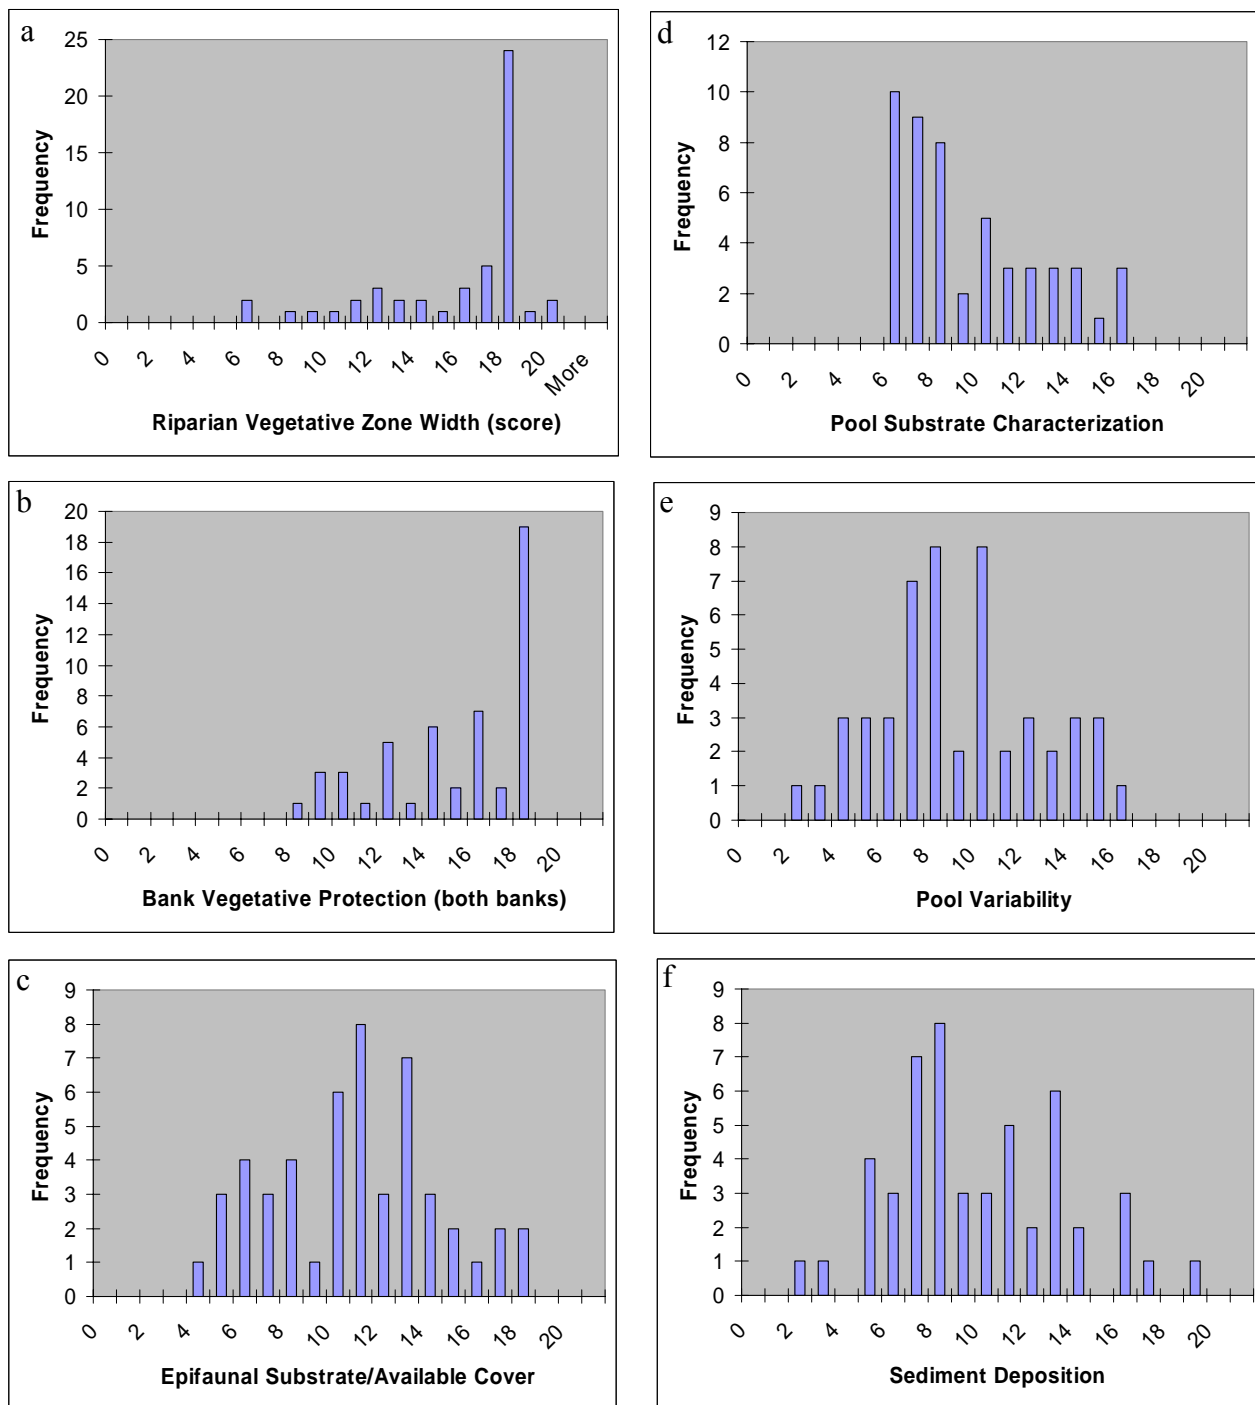 a
25
20
15
10
5
0
Frequency
0 2 4 6 8 10 12 14 16 18 20 More
Riparian Vegetative Zone Width (score)
b
20
18
16
14
12
10
8
6
4
2
0
Frequency
0 2 4 6 8 10 12 14 16 18 20
Bank Vegetative Protection (both banks)
c
9
8
7
6
5
4
3
2
1
0
Frequency
0 2 4 6 8 10 12 14 16 18 20
Epifaunal Substrate/Available Cover
d
12
10
8
6
4
2
0
Frequency
0 2 4 6 8 10 12 14 16 18 20
Pool Substrate Characterization
e
9
8
7
6
5
4
3
2
1
0
Frequency
0 2 4 6 8 10 12 14 16 18 20
Pool Variability
f
9
8
7
6
5
4
3
2
1
0
Frequency
0 2 4 6 8 10 12 14 16 18 20
Sediment Deposition